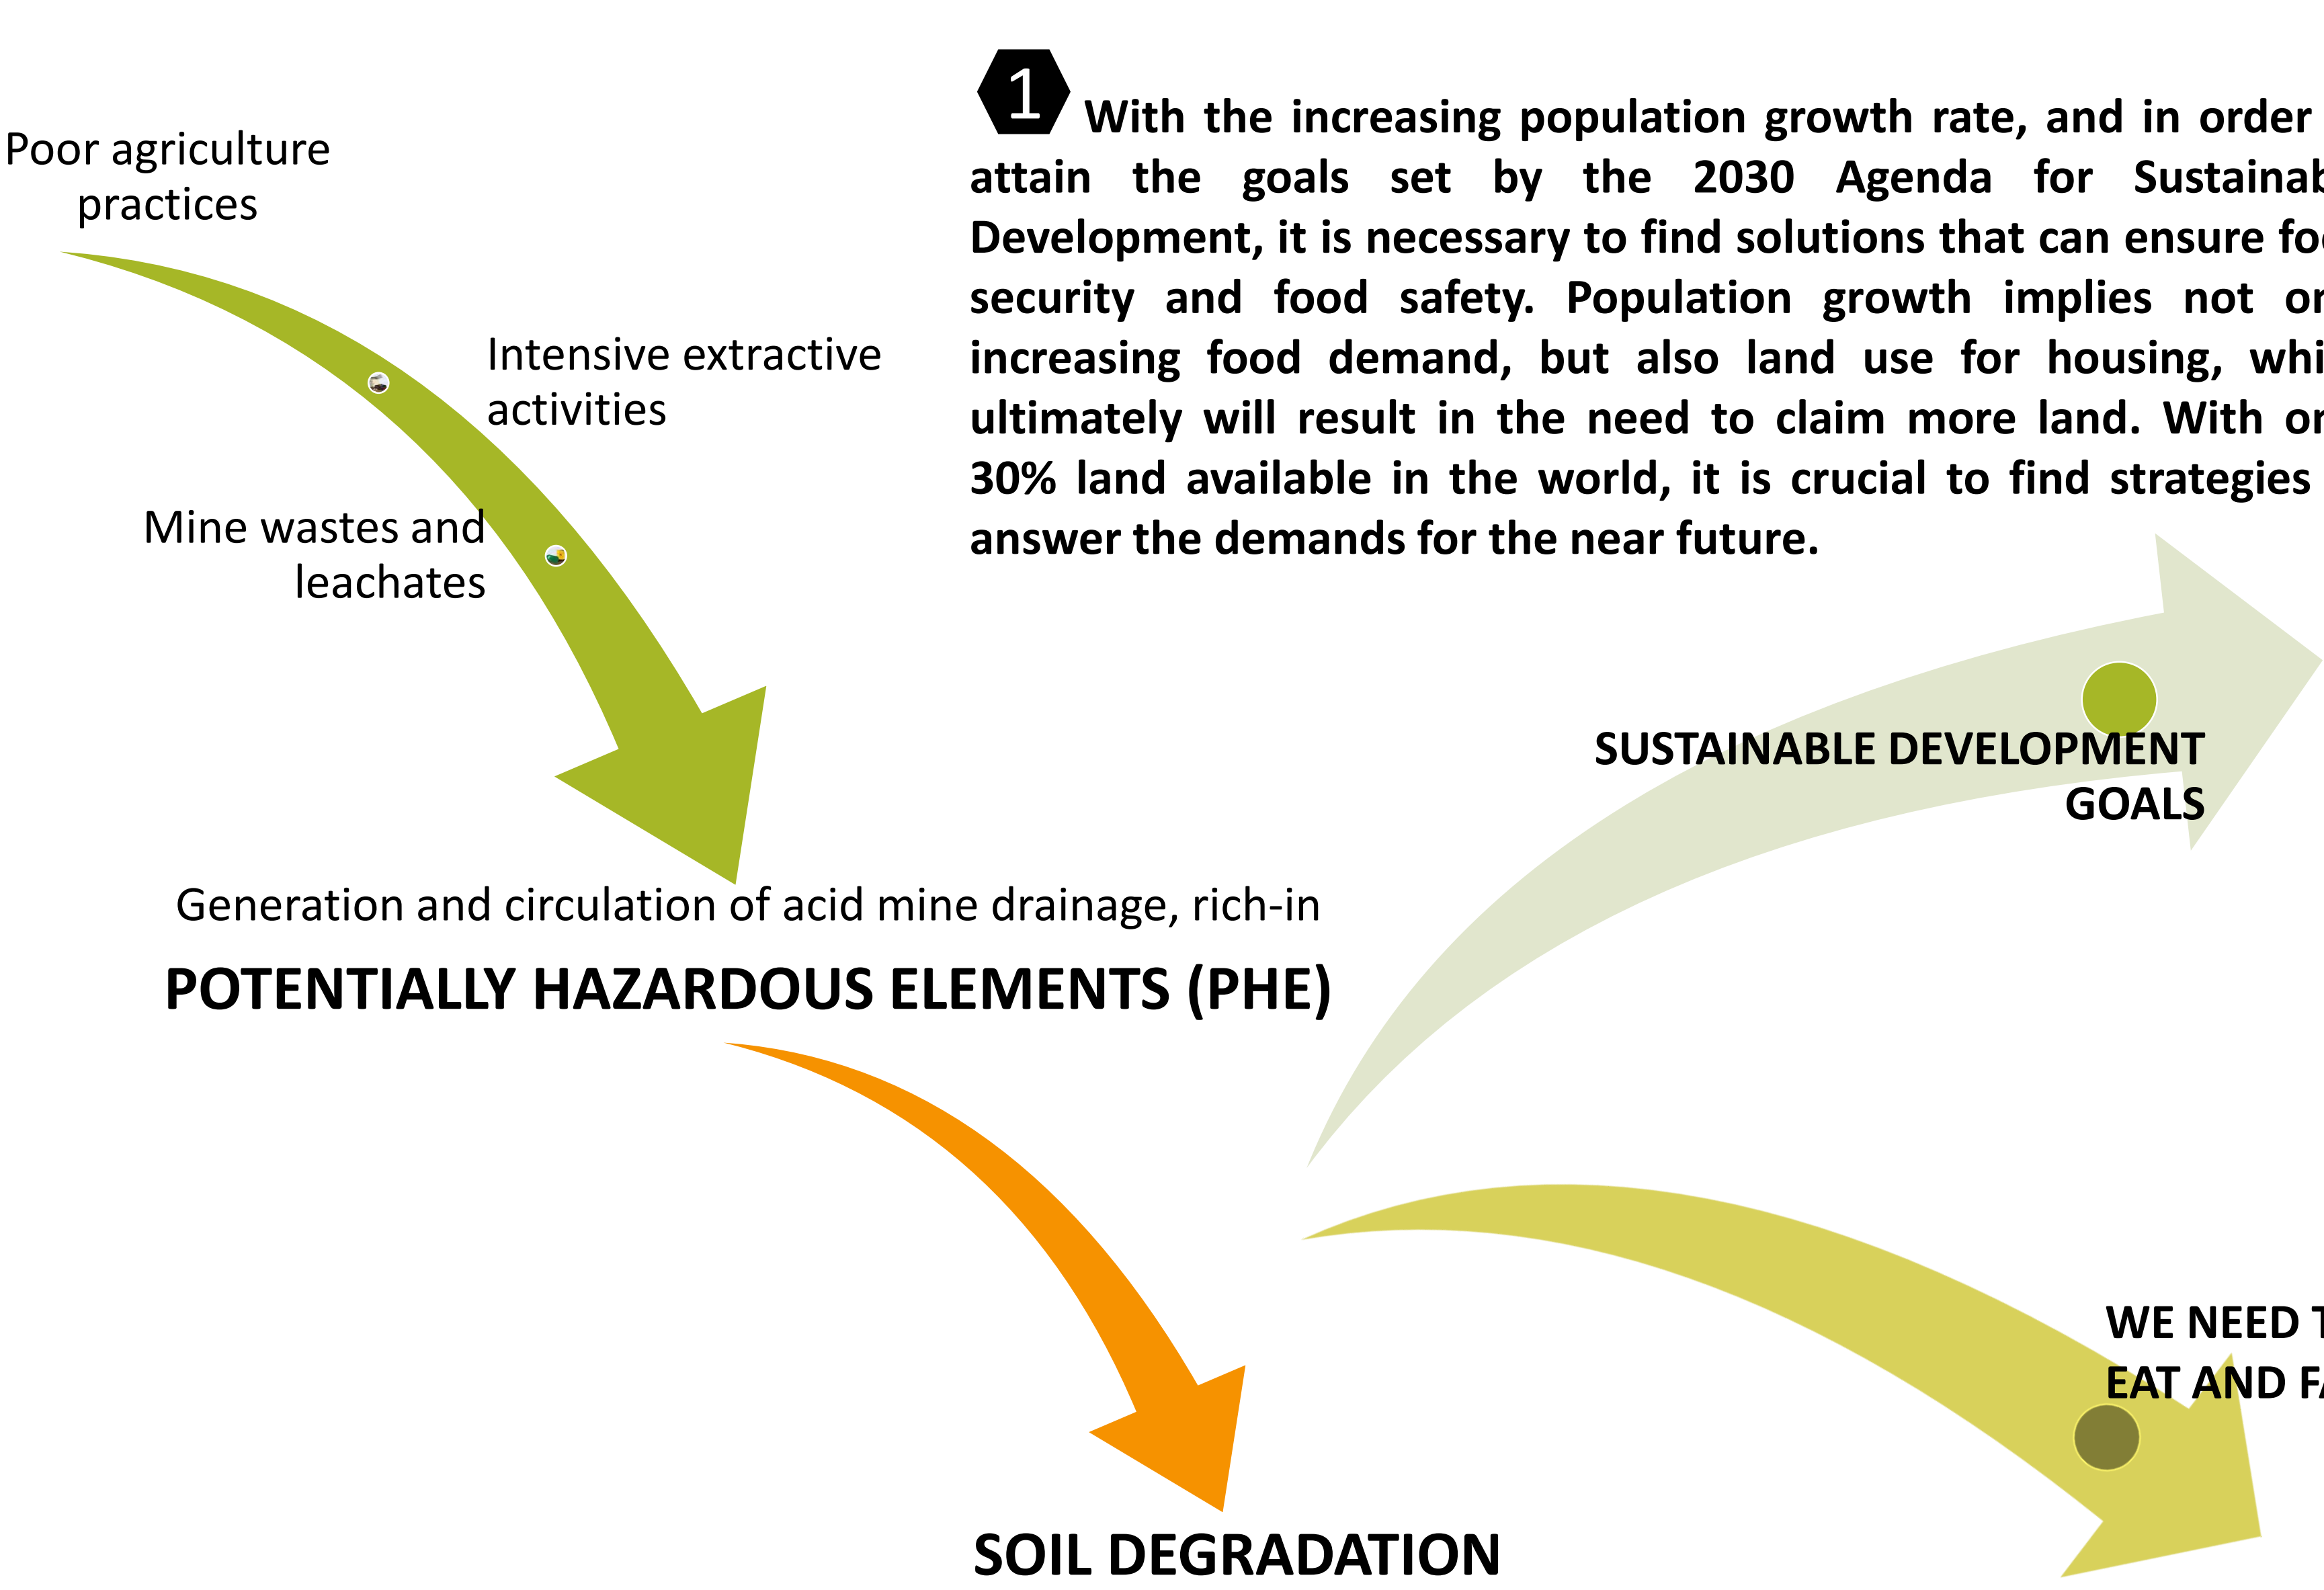 1
With the increasing population growth rate, and in order
attain the goals set by the 2030 Agenda for Sustainab
Development, it is necessary to find solutions that can ensure foo
security and food safety. Population growth implies not on
increasing food demand, but also land use for housing, whi
ultimately will result in the need to claim more land. With on
30% land available in the world, it is crucial to find strategies
answer the demands for the near future.
Poor agriculture
practices
Intensive extractive
activities
Mine wastes and
leachates
SUSTAINABLE DEVELOPMENT
GOALS
Generation and circulation of acid mine drainage, rich-in
POTENTIALLY HAZARDOUS ELEMENTS (PHE)
WE NEED T
EAT AND FA
SOIL DEGRADATION